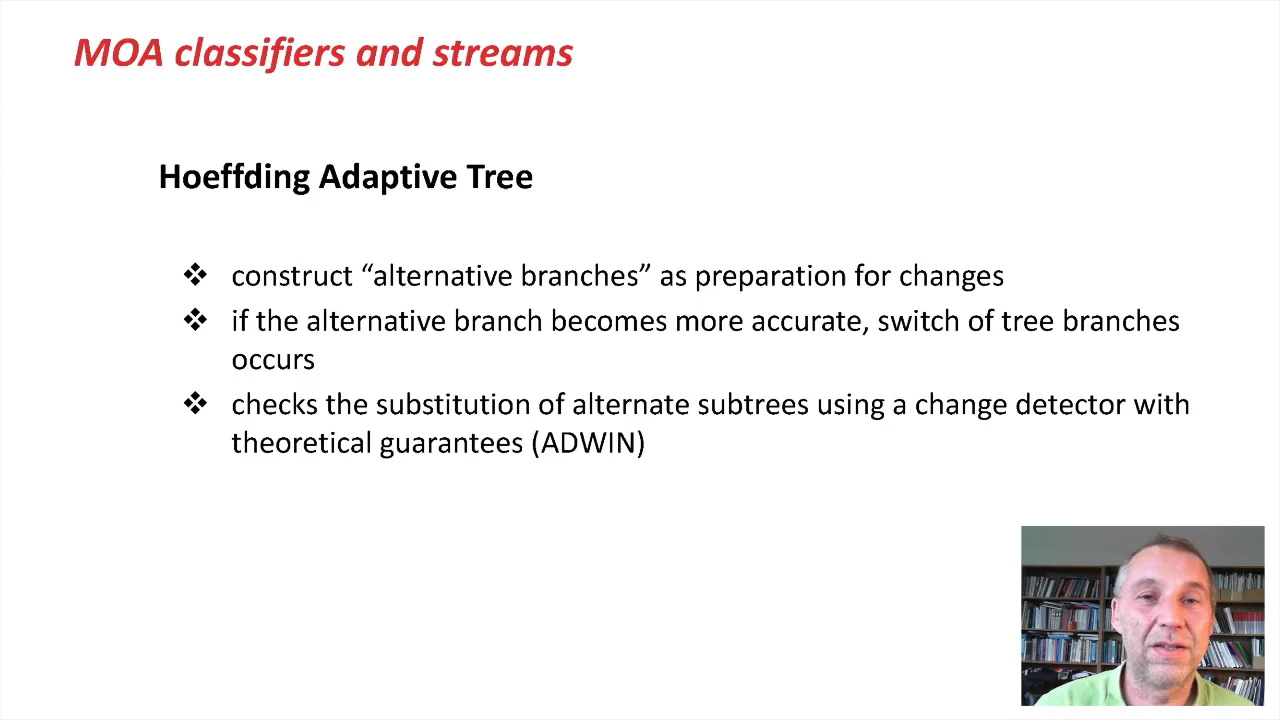 MOA classifiers and streams
Hoeffding Adaptive Tree
❖ construct “alternative branches” as preparation for changes
❖ if the alternative branch becomes more accurate, switch of tree branches
occurs
❖ checks the substitution of alternate subtrees using a change detector with
theoretical guarantees (ADWIN)